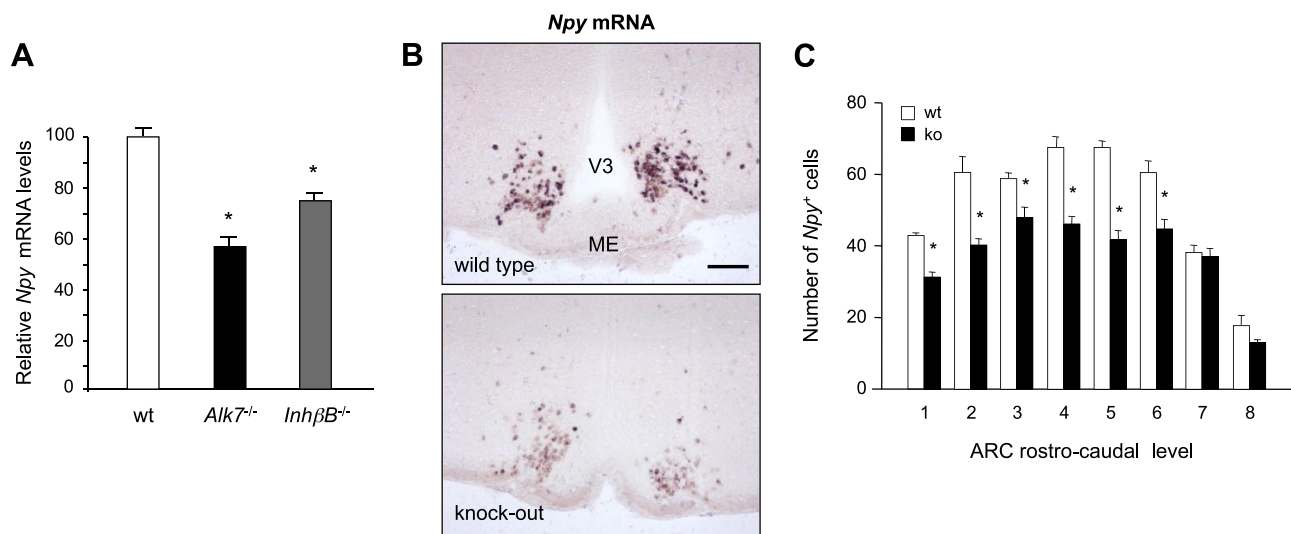 A
Relative Npy mRNA levels
100
80
60
40
20
0
*
*
wt
Alk7-/-
InhβB-/-
B
Npy mRNA
V3
ME
wild type
knock-out
C
Number of Npy+ cells
80
60
40
20
0
wt
ko
*
*
*
*
*
*
1 2 3 4 5 6 7 8
ARC rostro-caudal level